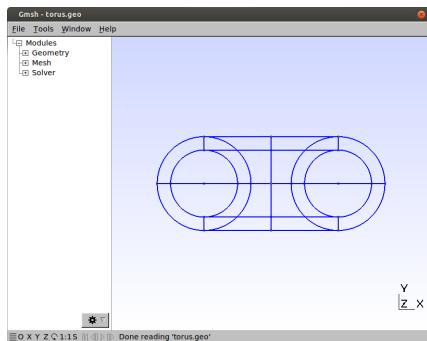 Gmsh - torus.geo
File Tools Window Help
Modules
Geometry
Mesh
Solver
Y
Z X
O X Y Z 1:1 S Done reading 'torus.geo'